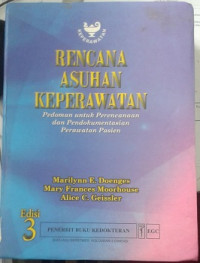 KEPERAWATAN
RENCANA
ASUHAN
KEPERAWATAN
Pedoman untuk Perencanaan
dan Pendokumentasian
Perawatan Pasien
Marilynn E. Doenges
Mary Frances Moorhouse
Alice C. Geissler
Edisi
3
PENERBIT BUKU KEDOKTERAN
EGC